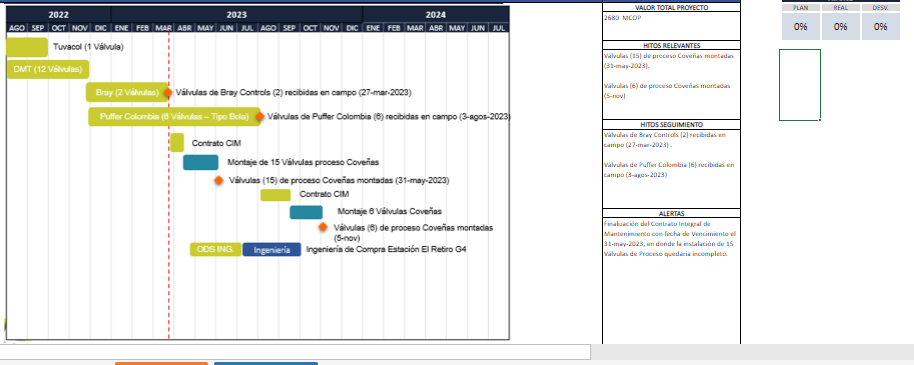 2022 2023 2024
AGO SEP OCT NOV DIC ENE FEB MAR ABR MAY JUN JUL AGO SEP OCT NOV DIC ENE FEB MAR ABR MAY JUN JUL
Tuvacol (1 Válvula)
DMT (12 Válvulas)
Bray (2 Válvulas)
Válvulas de Bray Controls (2) recibidas en campo (27-mar-2023)
Puffer Colombia (6 Válvulas – Tipo Bola)
Válvulas de Puffer Colombia (6) recibidas en campo (3-agos-2023)
Contrato CIM
Montaje de 15 Válvulas proceso Coveñas
Válvulas (15) de proceso Coveñas montadas (31-may-2023)
Contrato CIM
Montaje 6 Válvulas Coveñas
Válvulas (6) de proceso Coveñas montadas
(5-nov)
ODS ING.
Ingeniería
Ingeniería de Compra Estación El Retiro G4
VALOR TOTAL PROYECTO
2680 MCOP
HITOS RELEVANTES
Válvulas (15) de proceso Coveñas montadas
(31-may-2023).
Válvulas (6) de proceso Coveñas montadas
(5-nov)
HITOS SEGUIMIENTO
Válvulas de Bray Controls (2) recibidas en
campo (27-mar-2023) .
Válvulas de Puffer Colombia (6) recibidas en
campo (3-agos-2023)
ALERTAS
Finalización del Contrato Integral de
Mantenimiento con fecha de Vencimiento el
31-may-2023, en donde la instalación de 15
Válvulas de Proceso quedaria incompleto.
PLAN REAL DESV.
0% 0% 0%